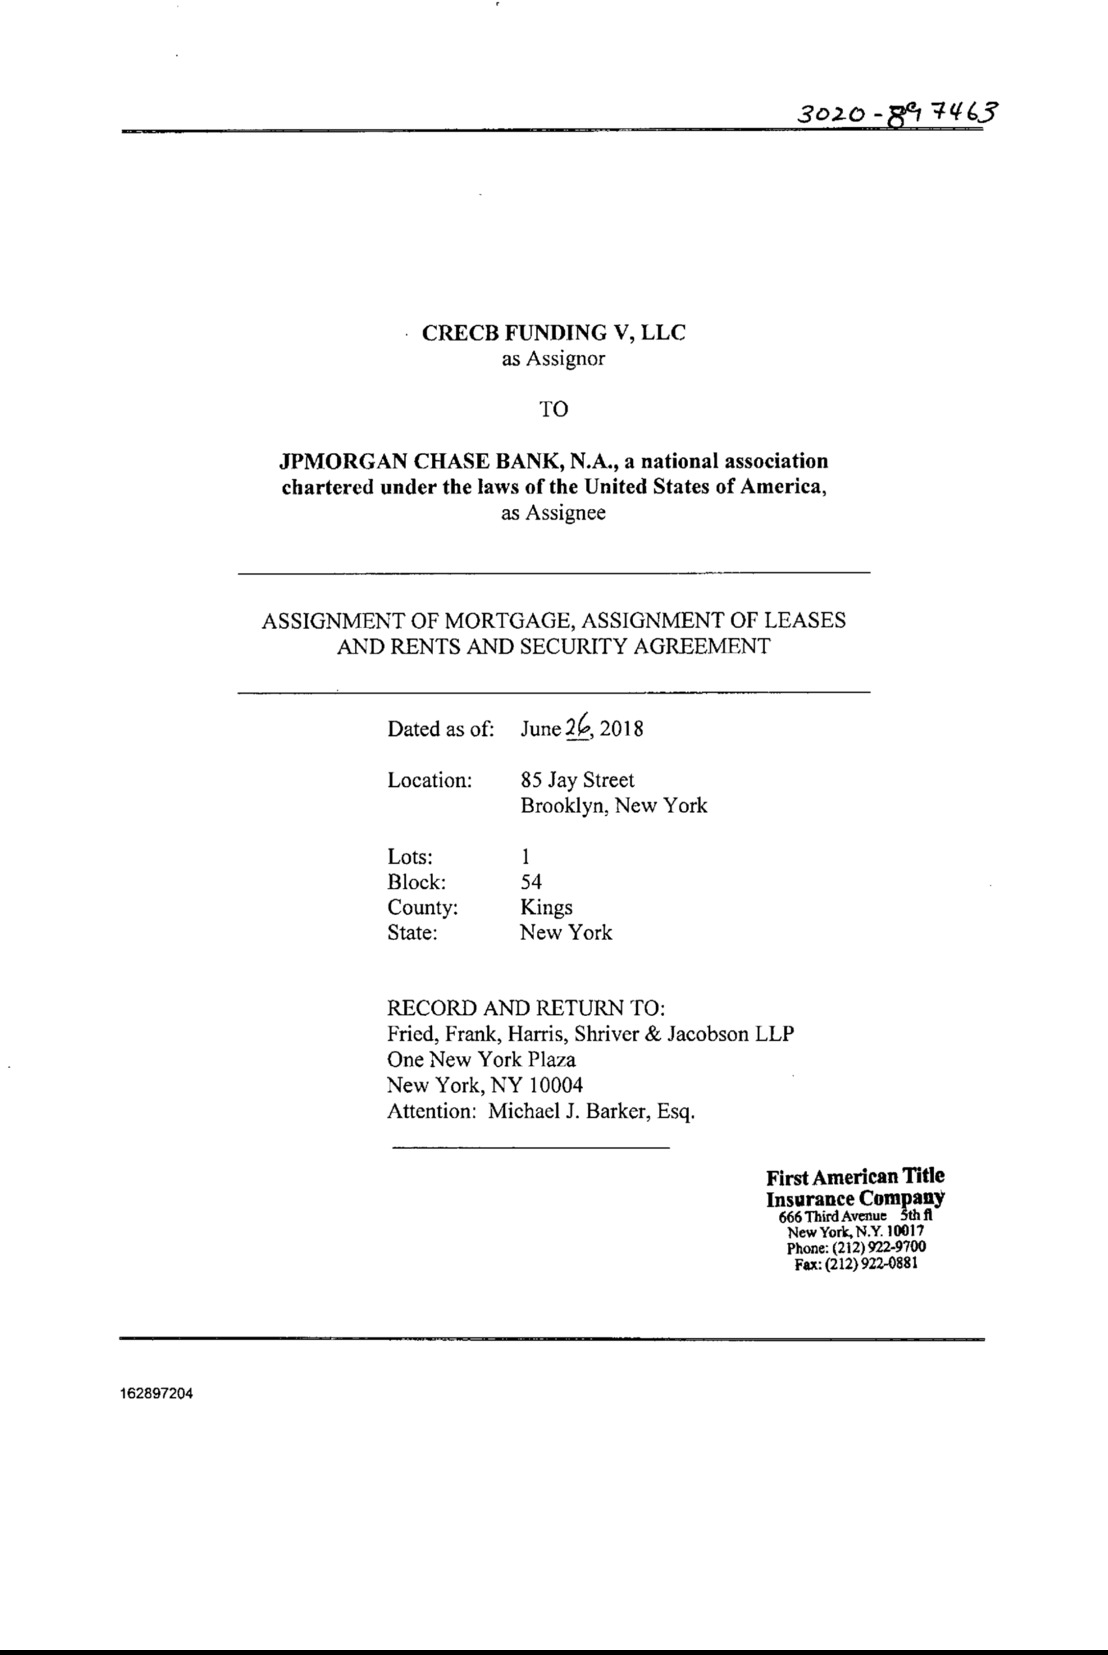 3020-897463
CRECB FUNDING V, LLC
as Assignor
TO
JPMORGAN CHASE BANK, N.A., a national association
chartered under the laws of the United States of America,
as Assignee
ASSIGNMENT OF MORTGAGE, ASSIGNMENT OF LEASES
AND RENTS AND SECURITY AGREEMENT
Dated as of: June 26, 2018
Location: 85 Jay Street
Brooklyn, New York
Lots: 1
Block: 54
County: Kings
State: New York
RECORD AND RETURN TO:
Fried, Frank, Harris, Shriver & Jacobson LLP
One New York Plaza
New York, NY 10004
Attention: Michael J. Barker, Esq.
First American Title
Insurance Company
666 Third Avenue 5th fl
New York, N.Y. 10017
Phone: (212) 922-9700
Fax: (212) 922-0881
162897204